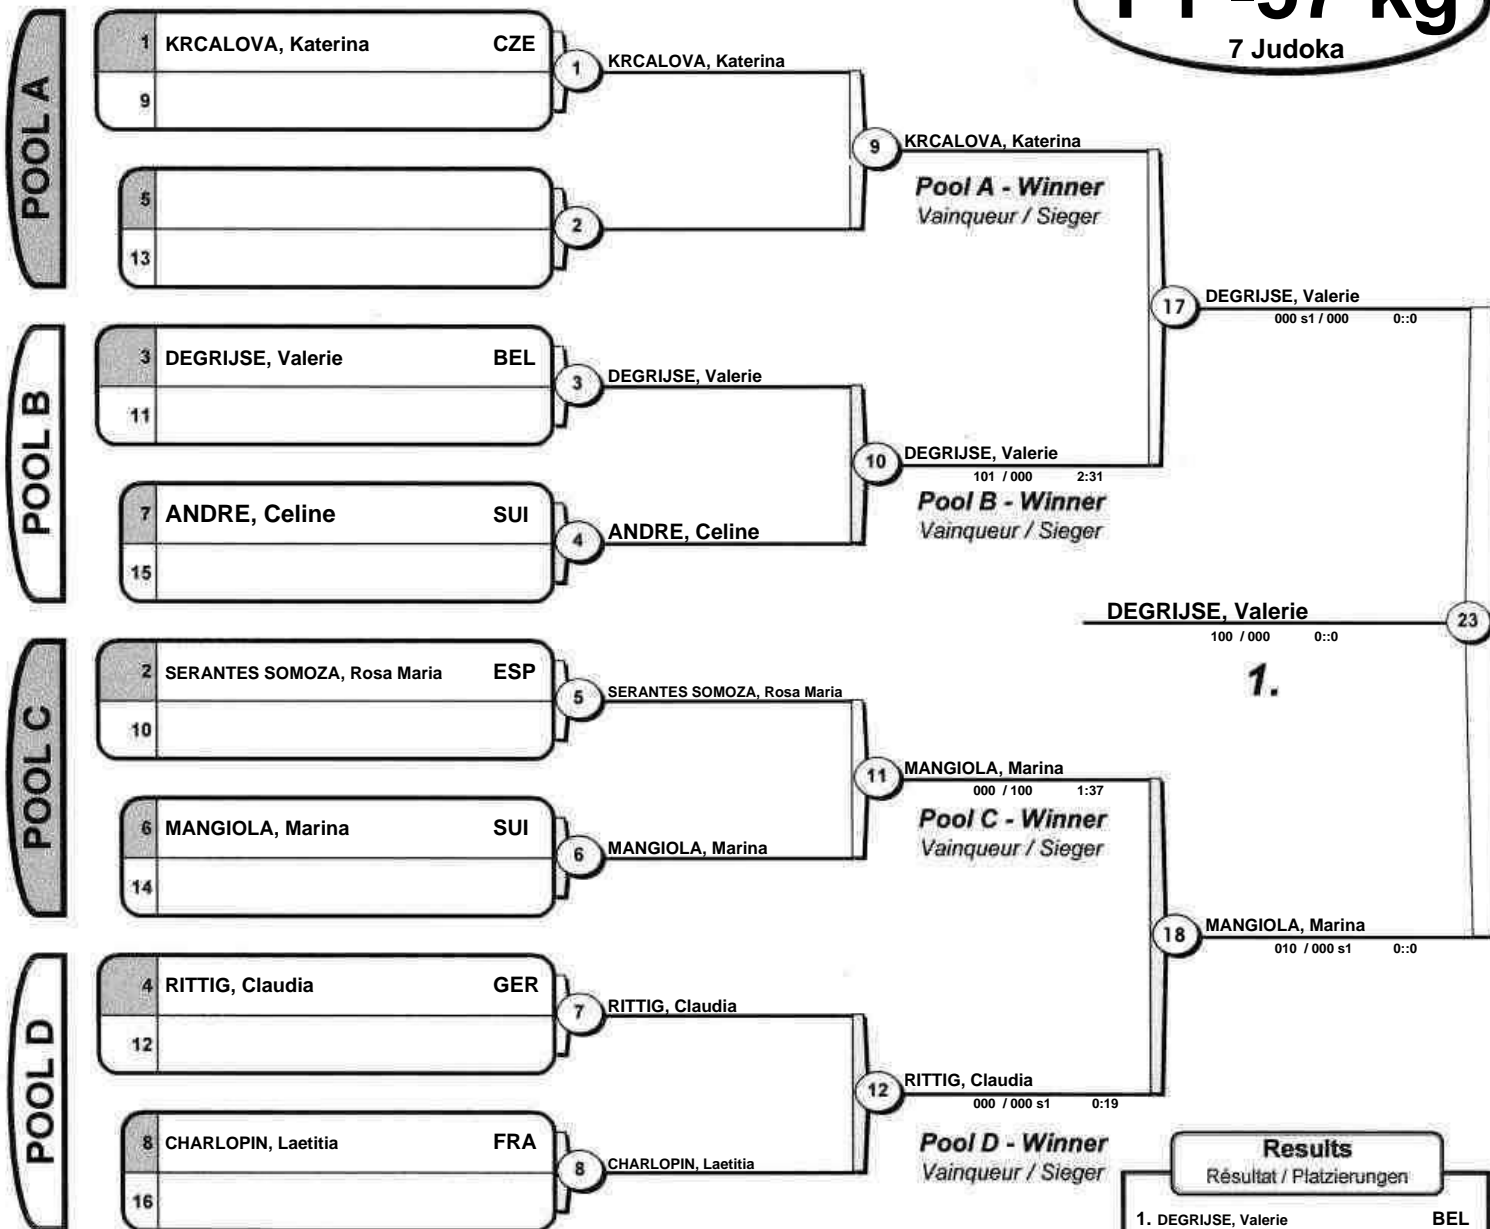 F1 -57 kg
7 Judoka
POOL A
1 KRCALOVA, Katerina CZE
9
1 KRCALOVA, Katerina
5
13
2
9 KRCALOVA, Katerina
Pool A - Winner
Vainqueur / Sieger
POOL B
3 DEGRIJSE, Valerie BEL
11
3 DEGRIJSE, Valerie
7 ANDRE, Celine SUI
15
4 ANDRE, Celine
10 DEGRIJSE, Valerie
101 / 000 2:31
Pool B - Winner
Vainqueur / Sieger
17 DEGRIJSE, Valerie
000 s1 / 000 0::0
DEGRIJSE, Valerie
100 / 000 0::0
23
1.
POOL C
2 SERANTES SOMOZA, Rosa Maria ESP
10
5 SERANTES SOMOZA, Rosa Maria
6 MANGIOLA, Marina SUI
14
6 MANGIOLA, Marina
11 MANGIOLA, Marina
000 / 100 1:37
Pool C - Winner
Vainqueur / Sieger
18 MANGIOLA, Marina
010 / 000 s1 0::0
POOL D
4 RITTIG, Claudia GER
12
7 RITTIG, Claudia
8 CHARLOPIN, Laetitia FRA
16
8 CHARLOPIN, Laetitia
12 RITTIG, Claudia
000 / 000 s1 0:19
Pool D - Winner
Vainqueur / Sieger
Results
Résultat / Platzierungen
1. DEGRIJSE, Valerie BEL